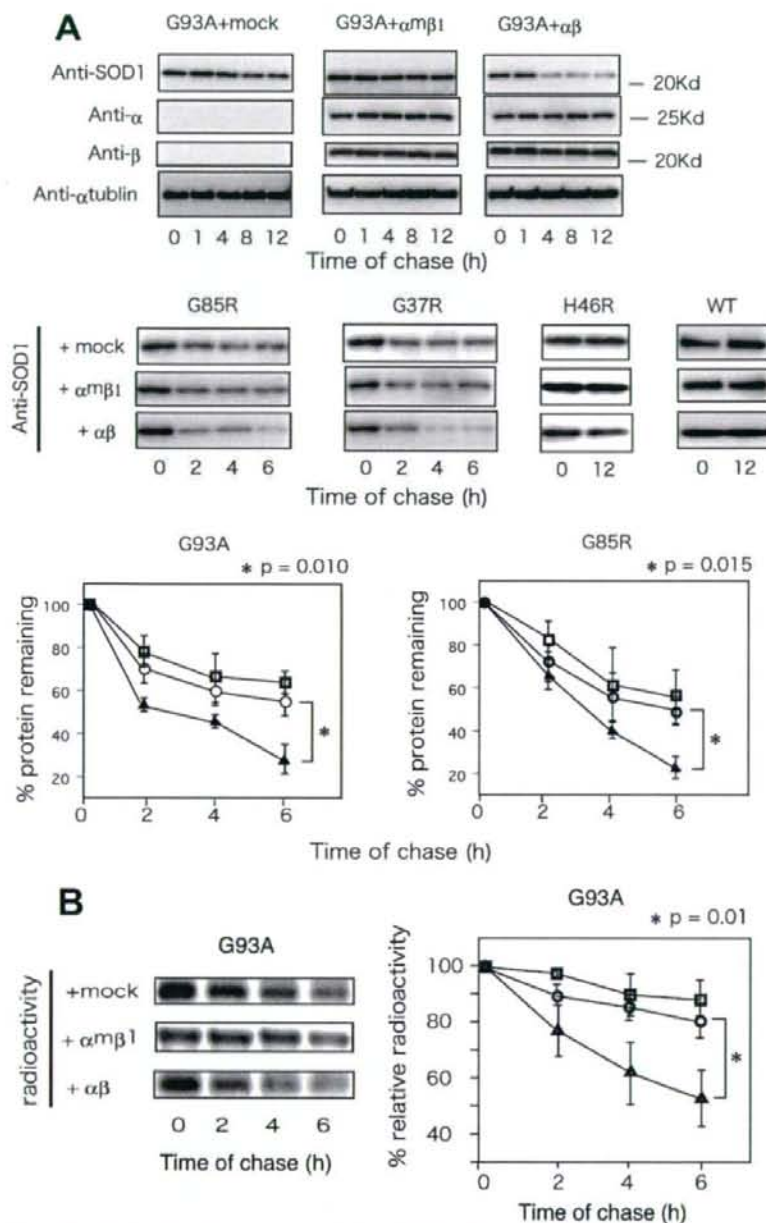 A
G93A+mock G93A+αmβ1 G93A+αβ
Anti-SOD1
— 20Kd
Anti-α
— 25Kd
Anti-β
— 20Kd
Anti-αtublin
0 1 4 8 12 0 1 4 8 12 0 1 4 8 12
Time of chase (h)
G85R G37R H46R WT
Anti-SOD1
+ mock
+ αmβ1
+ αβ
0 2 4 6 0 2 4 6 0 12 0 12
Time of chase (h)
G93A
* p = 0.010
% protein remaining
100
80
60
40
20
*
0 2 4 6
G85R
* p = 0.015
% protein remaining
100
80
60
40
20
*
0 2 4 6
Time of chase (h)
B
G93A
radioactivity
+mock
+ αmβ1
+ αβ
0 2 4 6
Time of chase (h)
G93A
* p = 0.01
% relative radioactivity
100
80
60
40
*
0 2 4 6
Time of chase (h)